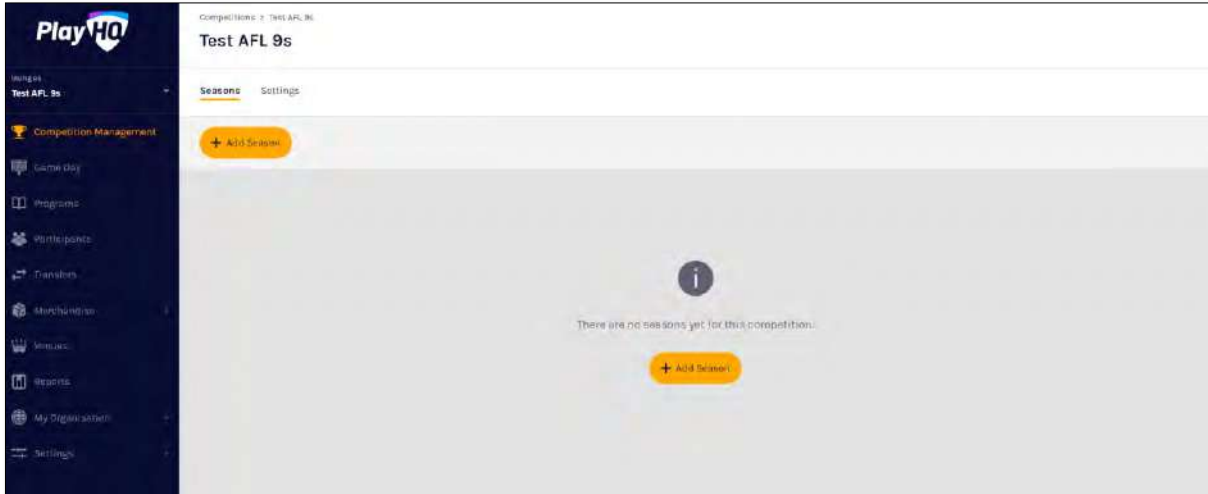 PlayHQ
Test AFL 9s
Competition Management
Game Day
Programs
Participants
Transfers
Merchandise
Venues
Reports
My Organisation
Settings
Competitions > Test AFL 9s
Test AFL 9s
Seasons Settings
+ Add Season
i
There are no seasons yet for this competition.
+ Add Season